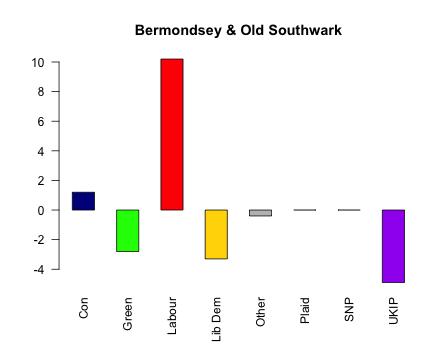 Bermondsey & Old Southwark
10
8
6
4
2
0
-2
-4
Con
Green
Labour
Lib Dem
Other
Plaid
SNP
UKIP